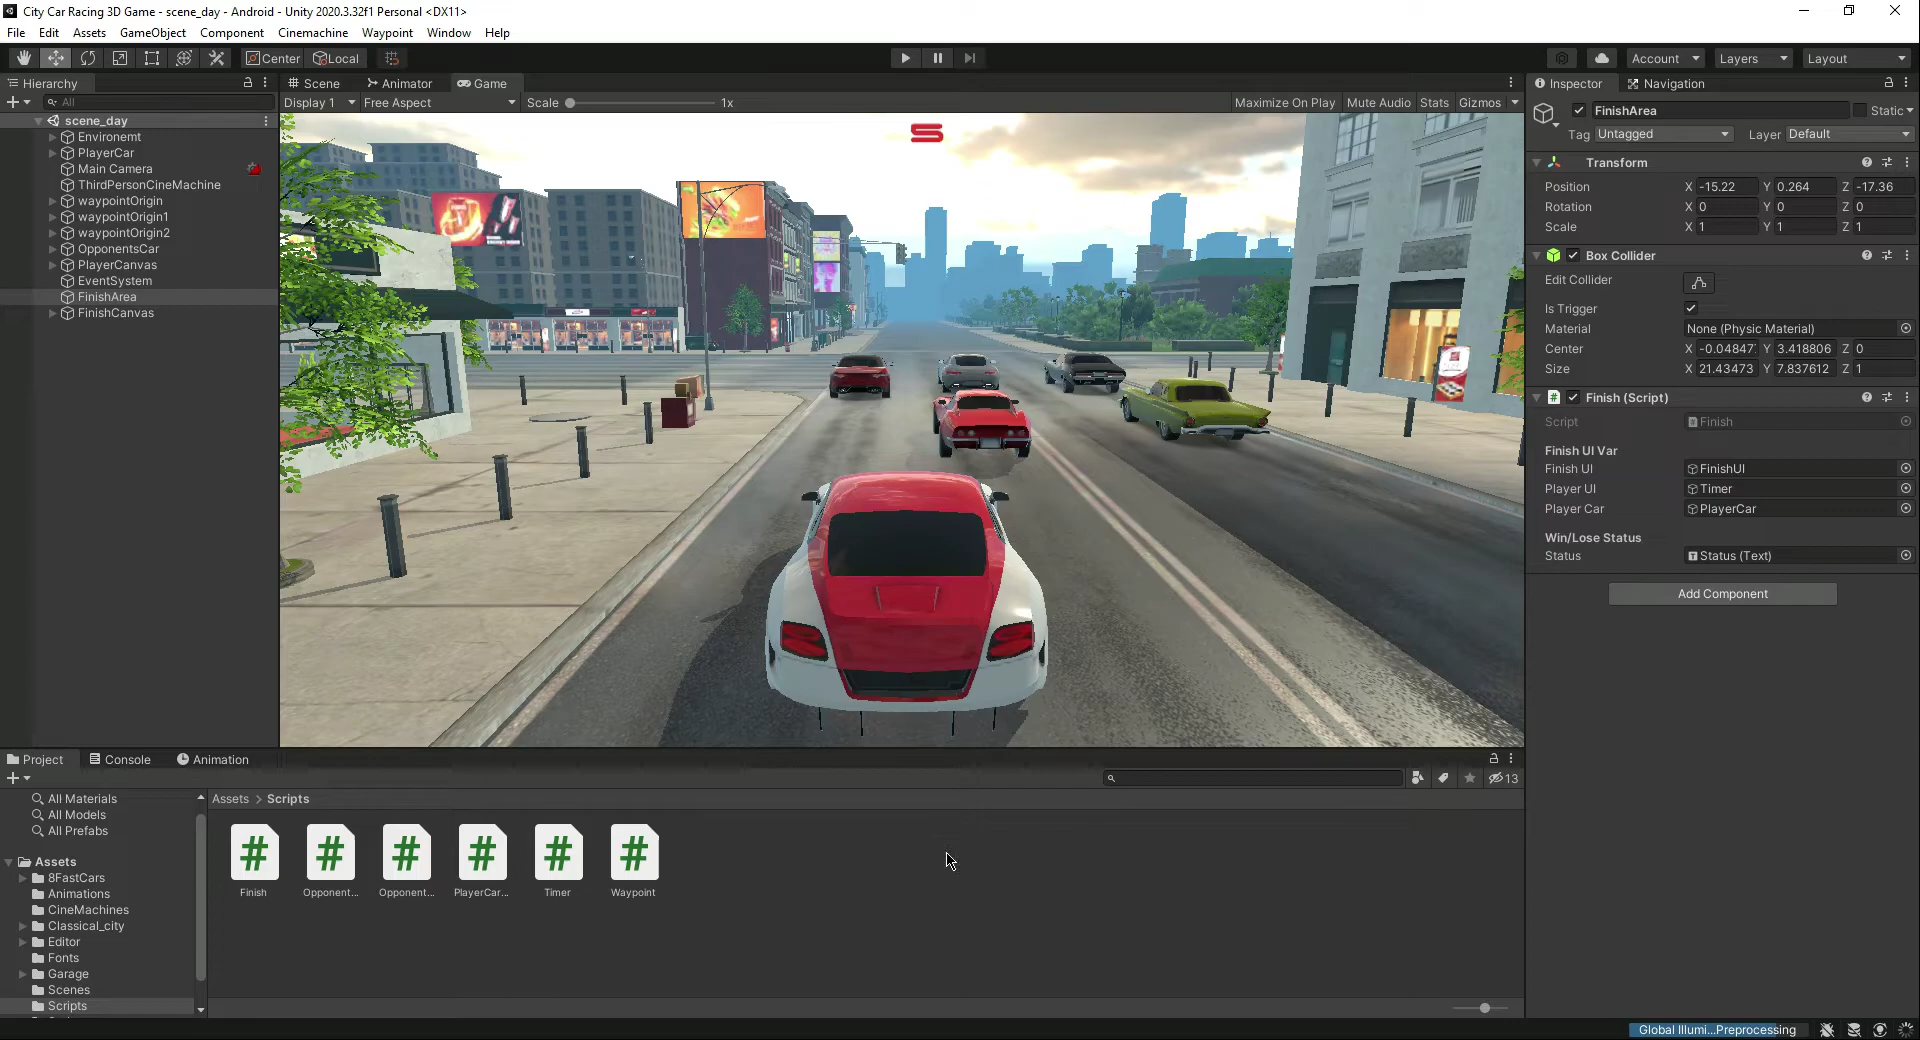 City Car Racing 3D Game - scene_day - Android - Unity 2020.3.32f1 Personal <DX11>
File Edit Assets GameObject Component Cinemachine Waypoint Window Help
Center Local
Account Layers Layout
Hierarchy
All
scene_day
Environemt
PlayerCar
Main Camera
ThirdPersonCineMachine
waypointOrigin
waypointOrigin1
waypointOrigin2
OpponentsCar
PlayerCanvas
EventSystem
FinishArea
FinishCanvas
Scene Animator Game
Display 1 Free Aspect Scale 1x Maximize On Play Mute Audio Stats Gizmos
S
Inspector Navigation
FinishArea Static
Tag Untagged Layer Default
Transform
Position X -15.22 Y 0.264 Z -17.36
Rotation X 0 Y 0 Z 0
Scale X 1 Y 1 Z 1
Box Collider
Edit Collider
Is Trigger
Material None (Physic Material)
Center X -0.04847 Y 3.418806 Z 0
Size X 21.43473 Y 7.837612 Z 1
# Finish (Script)
Script Finish
Finish UI Var
Finish UI FinishUI
Player UI Timer
Player Car PlayerCar
Win/Lose Status
Status Status (Text)
Add Component
Project Console Animation
13
All Materials
All Models
All Prefabs
Assets
8FastCars
Animations
CineMachines
Classical_city
Editor
Fonts
Garage
Scenes
Scripts
Assets > Scripts
# # # # # #
Finish Opponent... Opponent... PlayerCar... Timer Waypoint
Global Illumi...Preprocessing